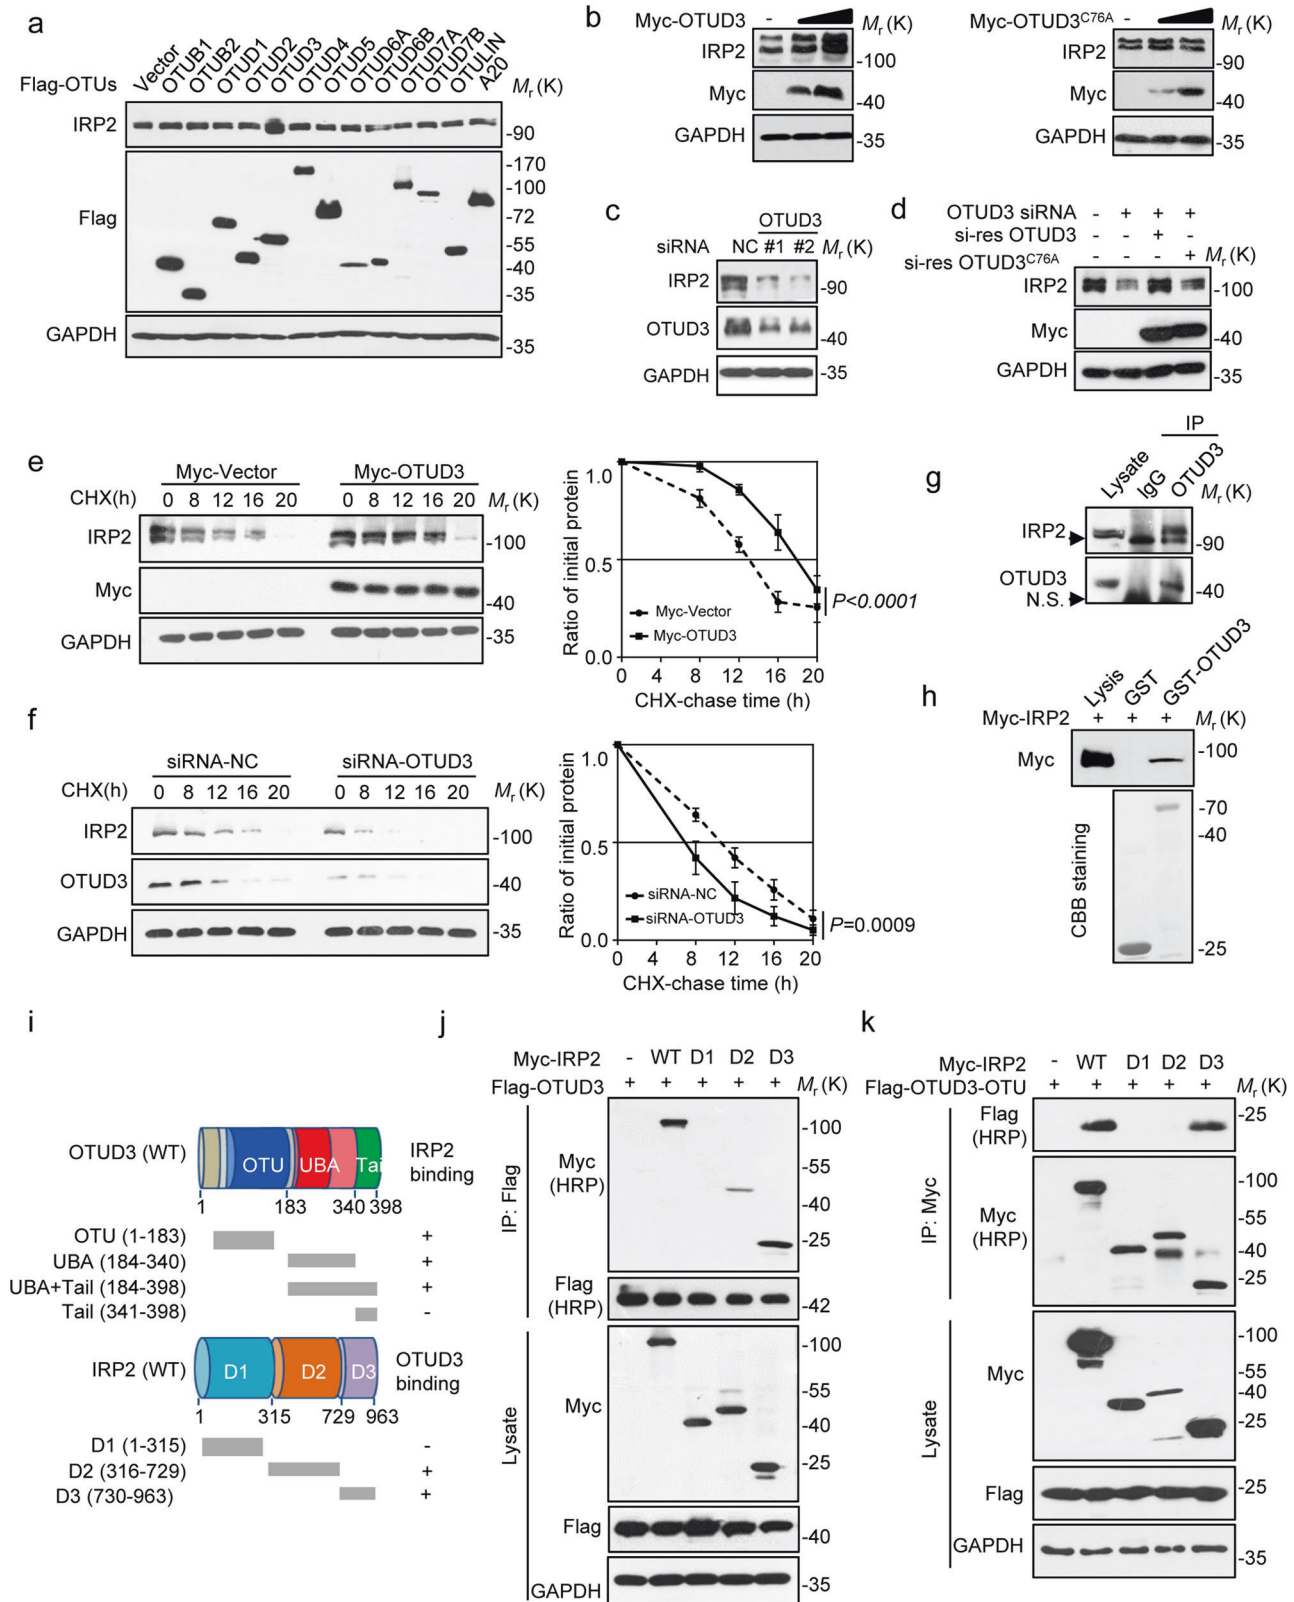 a
Flag-OTUs
Vector
OTUB1
OTUB2
OTUD1
OTUD2
OTUD3
OTUD4
OTUD5
OTUD6A
OTUD6B
OTUD7A
OTUD7B
OTULIN
A20
Mr (K)
IRP2
-90
Flag
-170
-100
-72
-55
-40
-35
GAPDH
-35
b
Myc-OTUD3 - Mr (K)
IRP2 -100
Myc -40
GAPDH -35
Myc-OTUD3C76A - Mr (K)
IRP2 -90
Myc -40
GAPDH -35
c
OTUD3
siRNA NC #1 #2 Mr (K)
IRP2 -90
OTUD3 -40
GAPDH -35
d
OTUD3 siRNA - + + +
si-res OTUD3 - - + -
si-res OTUD3C76A - - - + Mr (K)
IRP2 -100
Myc -40
GAPDH -35
e
Myc-Vector Myc-OTUD3
CHX(h) 0 8 12 16 20 0 8 12 16 20 Mr (K)
IRP2 -100
Myc -40
GAPDH -35
Ratio of initial protein
1.0
0.5
0.0
Myc-Vector
Myc-OTUD3
P<0.0001
0 4 8 12 16 20
CHX-chase time (h)
f
siRNA-NC siRNA-OTUD3
CHX(h) 0 8 12 16 20 0 8 12 16 20 Mr (K)
IRP2 -100
OTUD3 -40
GAPDH -35
Ratio of initial protein
1.0
0.5
0.0
siRNA-NC
siRNA-OTUD3
P=0.0009
0 4 8 12 16 20
CHX-chase time (h)
g
IP
Lysate IgG OTUD3 Mr (K)
IRP2 -90
OTUD3 -40
N.S.
h
Lysis GST GST-OTUD3
Myc-IRP2 + + + Mr (K)
Myc -100
CBB staining
-70
-40
-25
i
OTUD3 (WT) OTU UBA Tai IRP2
binding
1 183 340 398
OTU (1-183) +
UBA (184-340) +
UBA+Tail (184-398) +
Tail (341-398) -
IRP2 (WT) D1 D2 D3 OTUD3
binding
1 315 729 963
D1 (1-315) -
D2 (316-729) +
D3 (730-963) +
j
Myc-IRP2 - WT D1 D2 D3
Flag-OTUD3 + + + + + Mr (K)
IP: Flag
Myc
(HRP)
-100
-55
-40
-25
Flag
(HRP)
-42
Lysate
Myc
-100
-55
-40
-25
Flag -40
GAPDH -35
k
Myc-IRP2 - WT D1 D2 D3
Flag-OTUD3-OTU + + + + + Mr (K)
IP: Myc
Flag
(HRP)
-25
Myc
(HRP)
-100
-55
-40
-25
Lysate
Myc
-100
-55
-40
-25
Flag -25
GAPDH -35